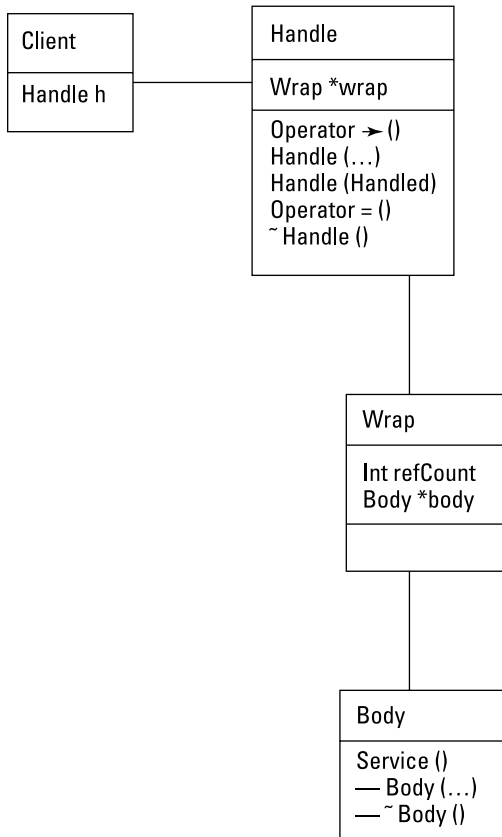 Client
Handle h
Handle
Wrap *wrap
Operator → ()
Handle (…)
Handle (Handled)
Operator = ()
~ Handle ()
Wrap
Int refCount
Body *body
Body
Service ()
— Body (…)
— ~ Body ()